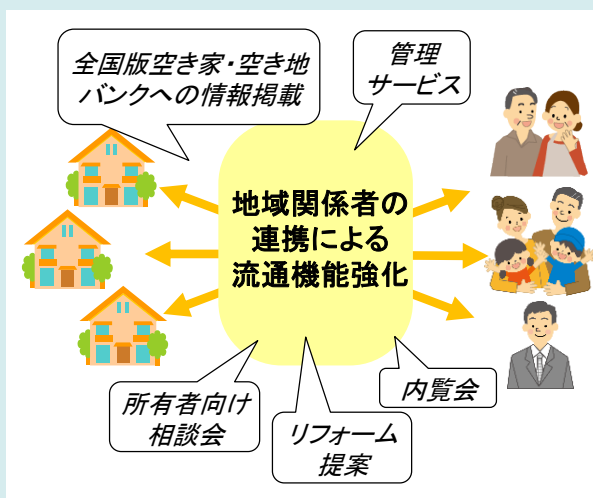 全国版空き家・空き地
バンクへの情報掲載
管理
サービス
地域関係者の
連携による
流通機能強化
所有者向け
相談会
リフォーム
提案
内覧会